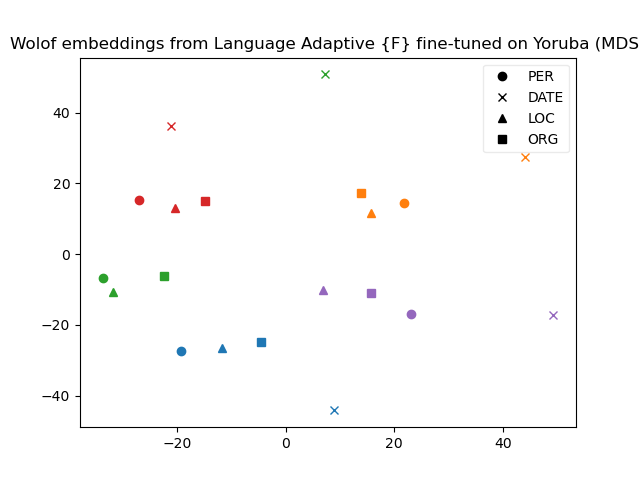 Wolof embeddings from Language Adaptive {F} fine-tuned on Yoruba (MDS
PER
DATE
LOC
ORG
40
20
0
−20
−40
−20
0
20
40